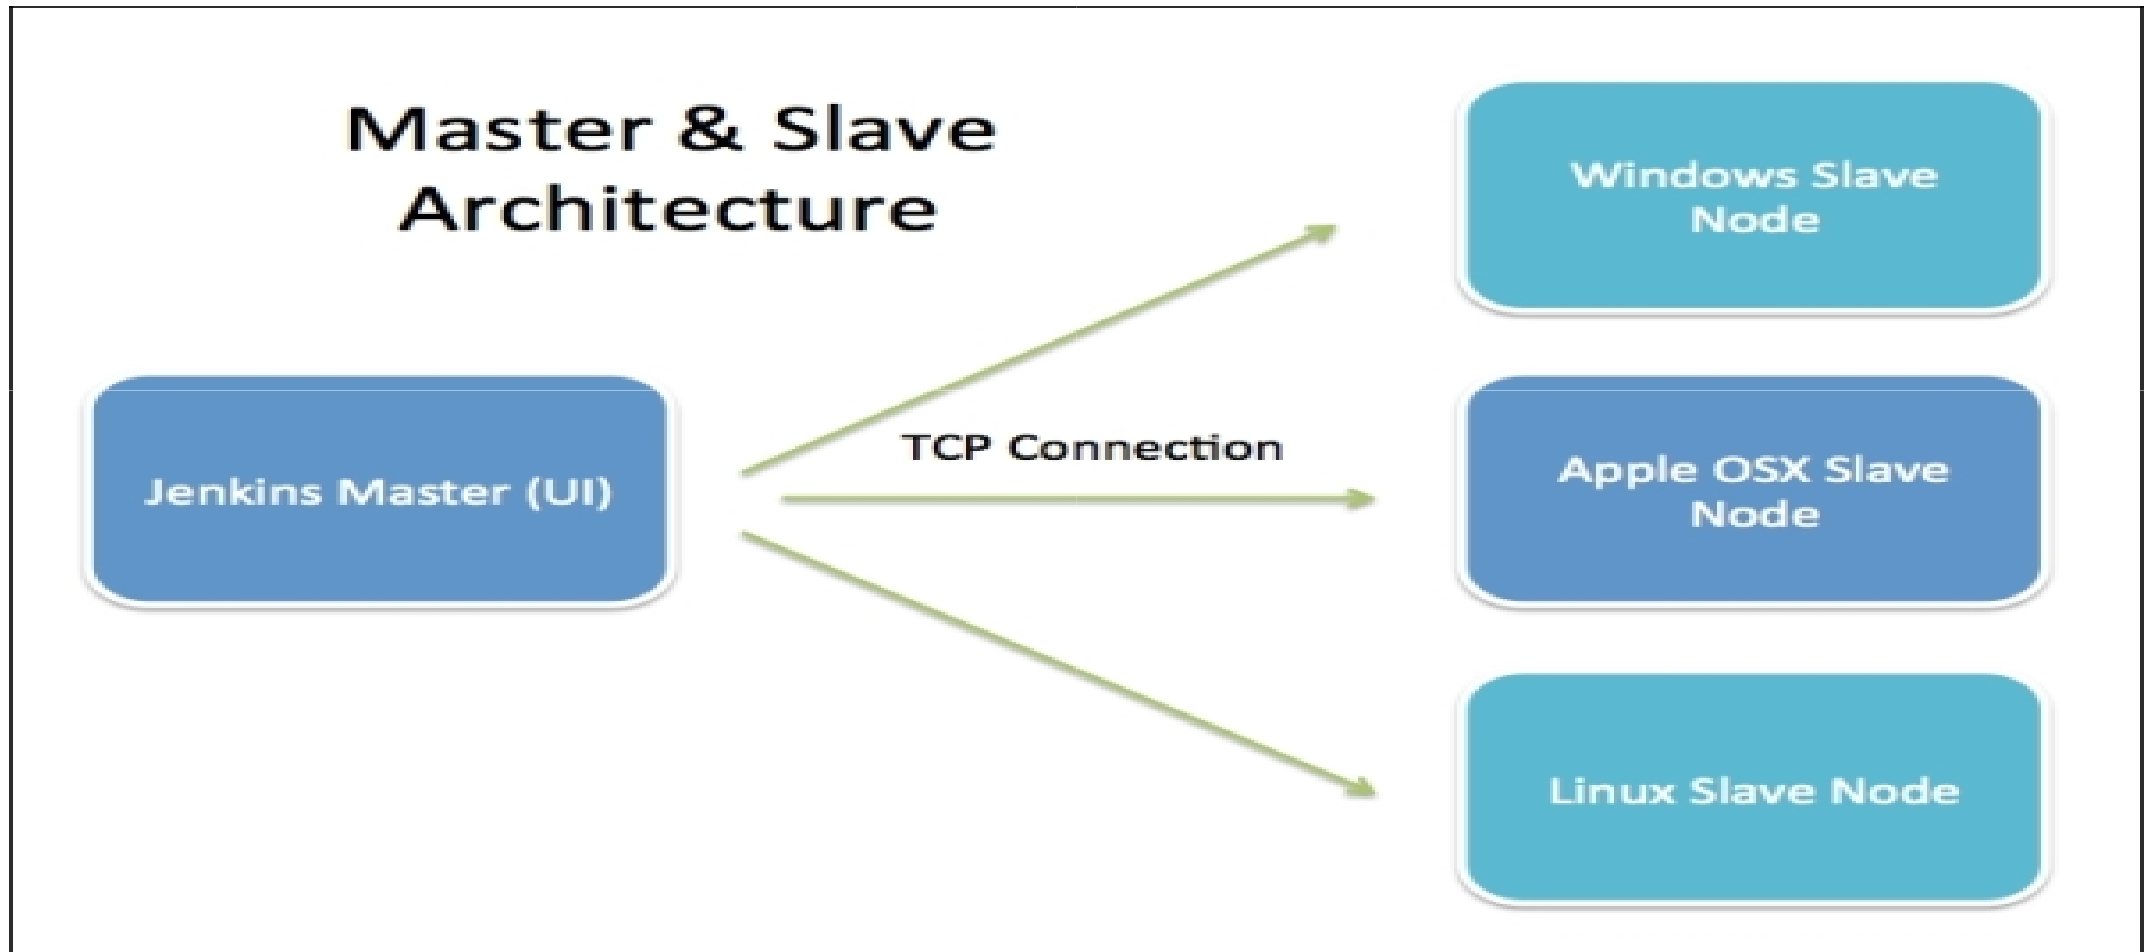 Master & Slave
Architecture
Windows Slave
Node
TCP Connection
Jenkins Master (UI)
Apple OSX Slave
Node
Linux Slave Node